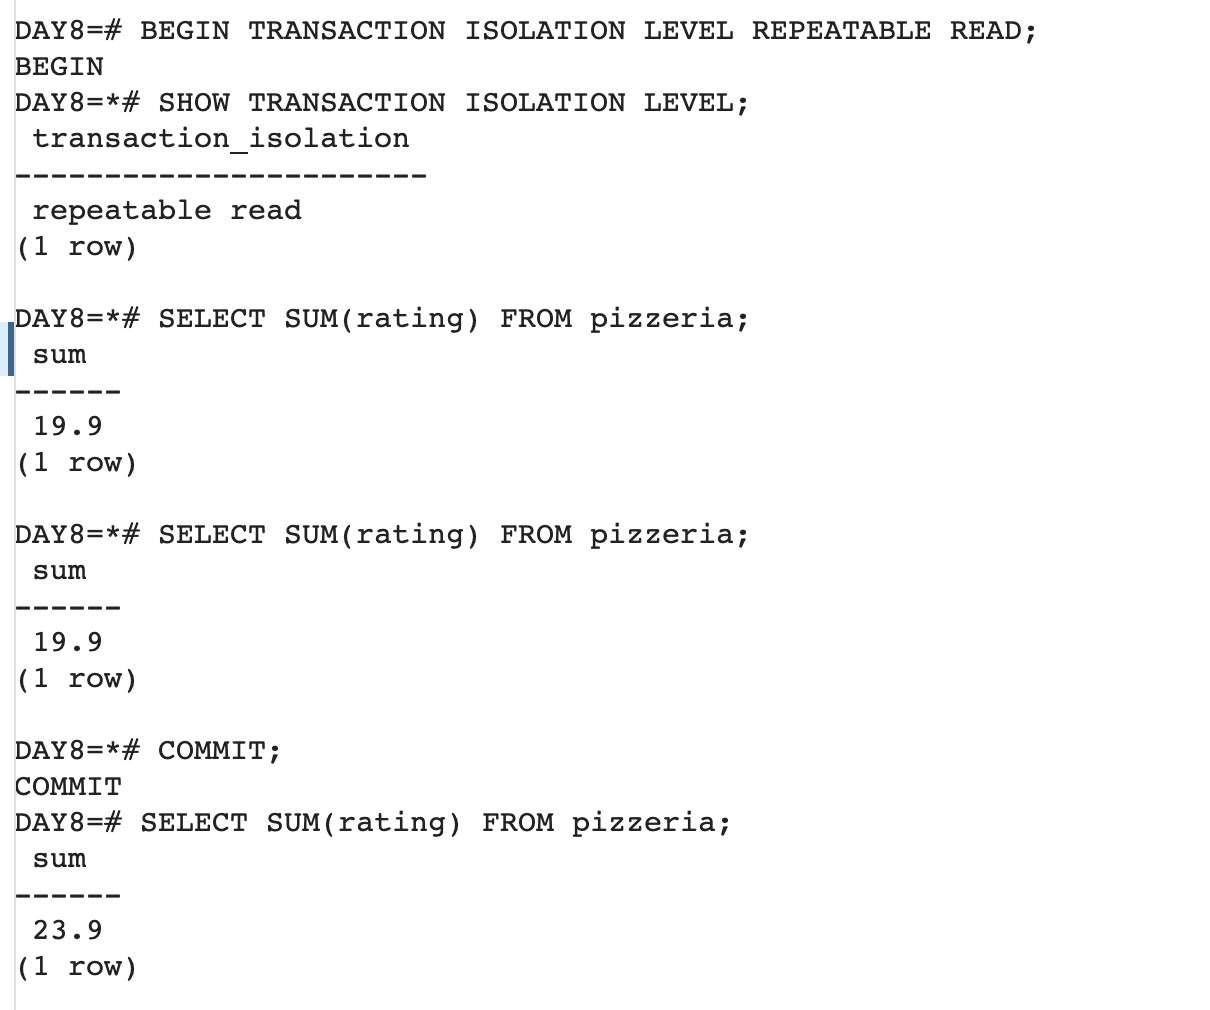 DAY8=# BEGIN TRANSACTION ISOLATION LEVEL REPEATABLE READ;
BEGIN
DAY8=*# SHOW TRANSACTION ISOLATION LEVEL;
 transaction_isolation
-----------------------
 repeatable read
(1 row)

DAY8=*# SELECT SUM(rating) FROM pizzeria;
 sum
------
 19.9
(1 row)

DAY8=*# SELECT SUM(rating) FROM pizzeria;
 sum
------
 19.9
(1 row)

DAY8=*# COMMIT;
COMMIT
DAY8=# SELECT SUM(rating) FROM pizzeria;
 sum
------
 23.9
(1 row)